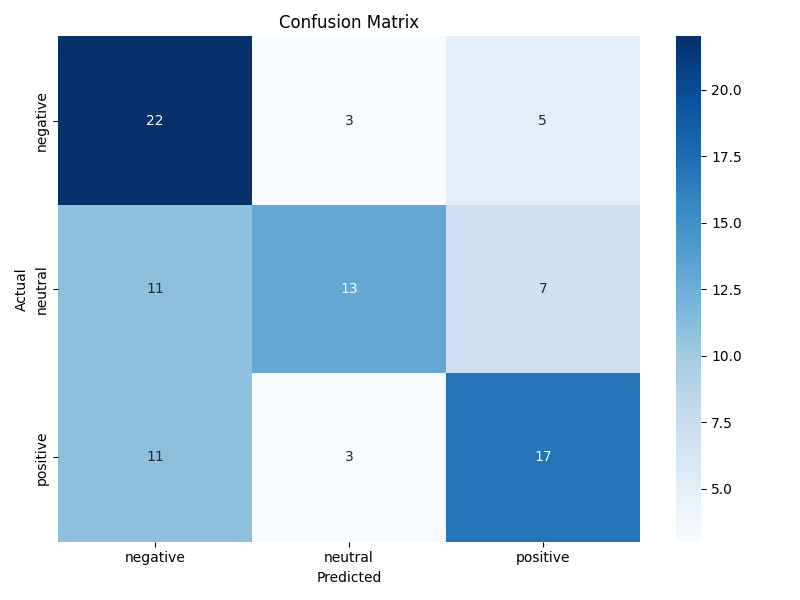 Confusion Matrix
negative 22 3 5
neutral 11 13 7
positive 11 3 17
negative neutral positive
Predicted
Actual
20.0
17.5
15.0
12.5
10.0
7.5
5.0